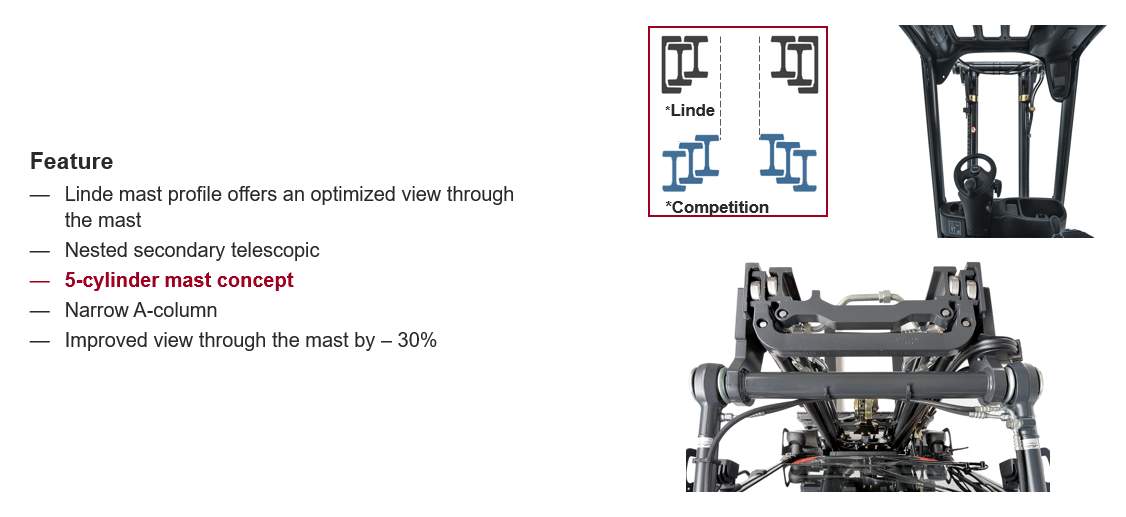 Feature
— Linde mast profile offers an optimized view through
the mast
— Nested secondary telescopic
— 5-cylinder mast concept
— Narrow A-column
— Improved view through the mast by – 30%
*Linde
*Competition